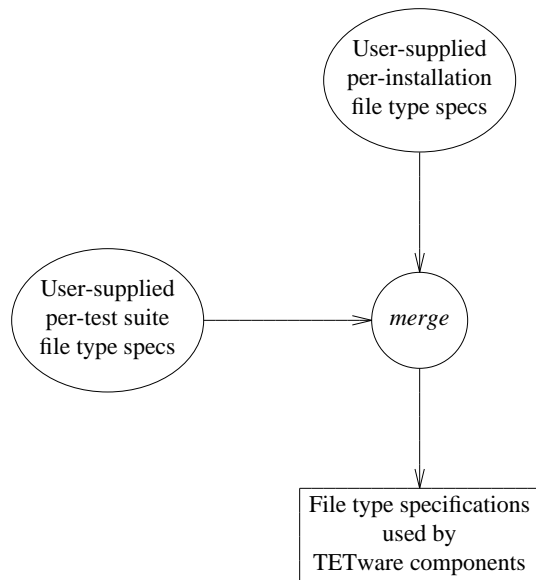 User-supplied
per-installation
file type specs
User-supplied
per-test suite
file type specs
merge
File type specifications
used by
TETware components